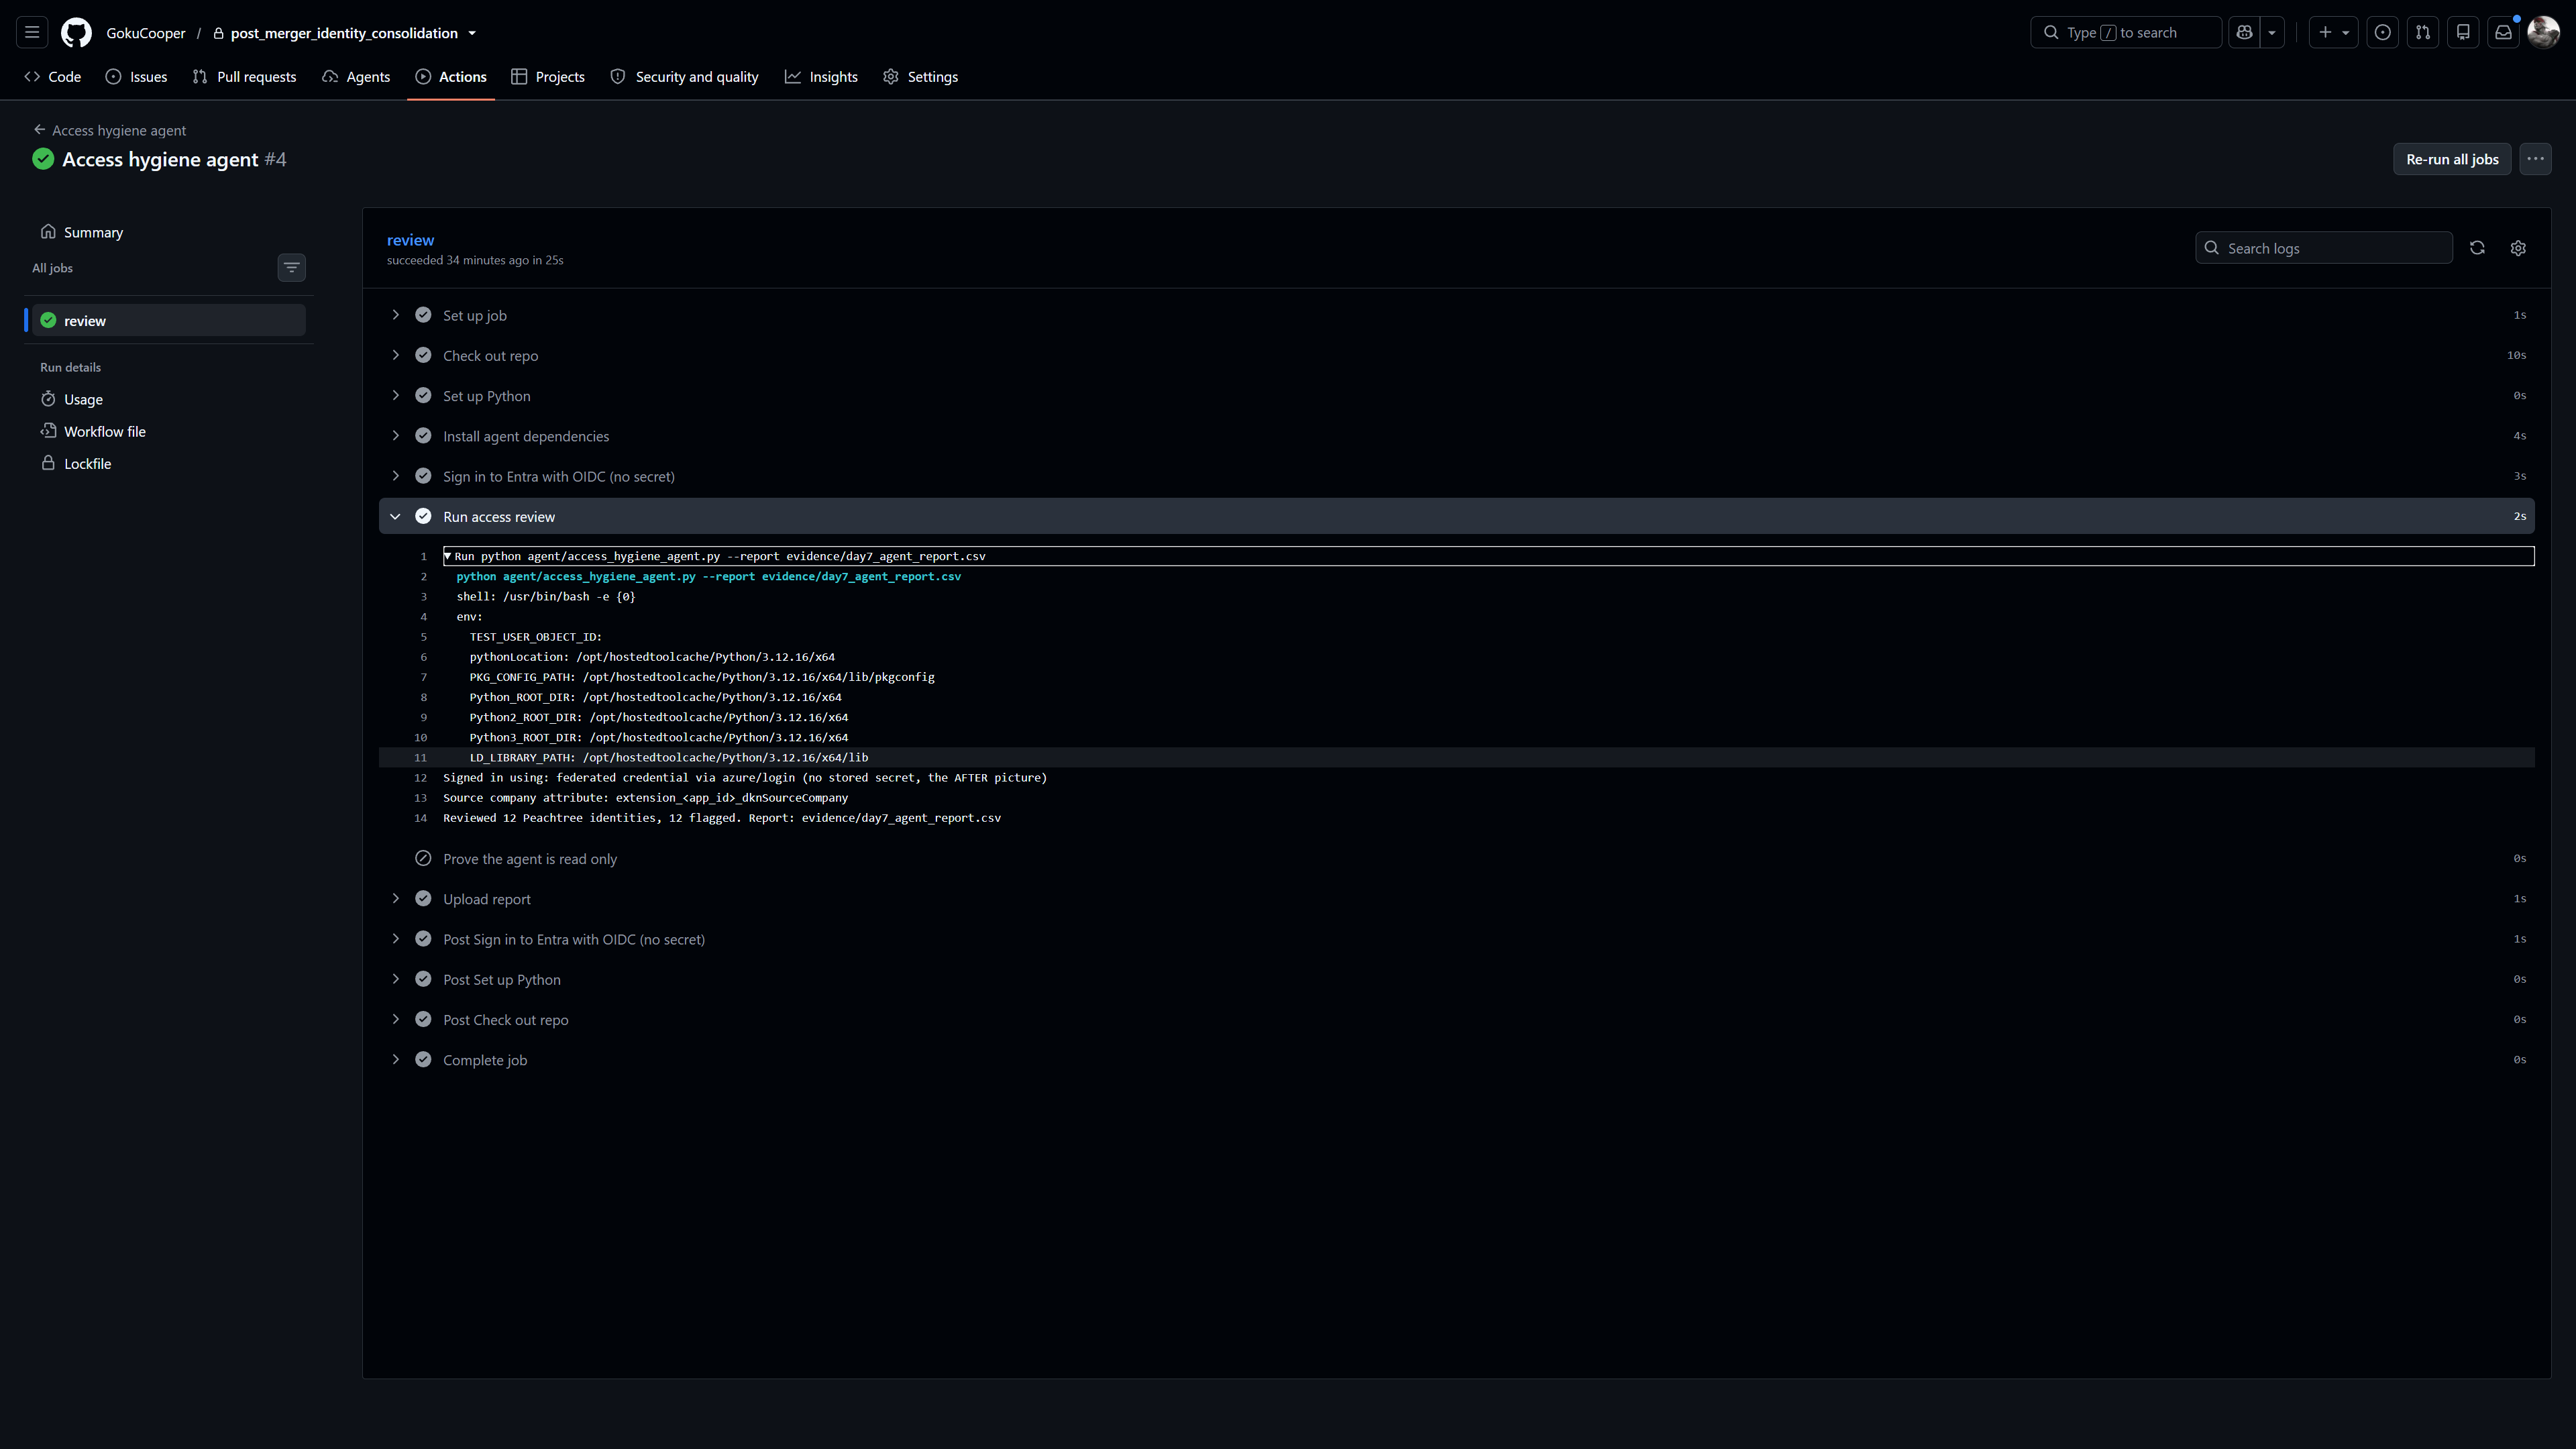 GokuCooper / post_merger_identity_consolidation
Type / to search
Code Issues Pull requests Agents Actions Projects Security and quality Insights Settings
Access hygiene agent
Access hygiene agent #4
Re-run all jobs
Summary
All jobs
review
Run details
Usage
Workflow file
Lockfile
review
succeeded 34 minutes ago in 25s
Search logs
Set up job 1s
Check out repo 10s
Set up Python 0s
Install agent dependencies 4s
Sign in to Entra with OIDC (no secret) 3s
Run access review 2s
1 Run python agent/access_hygiene_agent.py --report evidence/day7_agent_report.csv
2 python agent/access_hygiene_agent.py --report evidence/day7_agent_report.csv
3 shell: /usr/bin/bash -e {0}
4 env:
5 TEST_USER_OBJECT_ID:
6 pythonLocation: /opt/hostedtoolcache/Python/3.12.16/x64
7 PKG_CONFIG_PATH: /opt/hostedtoolcache/Python/3.12.16/x64/lib/pkgconfig
8 Python_ROOT_DIR: /opt/hostedtoolcache/Python/3.12.16/x64
9 Python2_ROOT_DIR: /opt/hostedtoolcache/Python/3.12.16/x64
10 Python3_ROOT_DIR: /opt/hostedtoolcache/Python/3.12.16/x64
11 LD_LIBRARY_PATH: /opt/hostedtoolcache/Python/3.12.16/x64/lib
12 Signed in using: federated credential via azure/login (no stored secret, the AFTER picture)
13 Source company attribute: extension_<app_id>_dknSourceCompany
14 Reviewed 12 Peachtree identities, 12 flagged. Report: evidence/day7_agent_report.csv
Prove the agent is read only 0s
Upload report 1s
Post Sign in to Entra with OIDC (no secret) 1s
Post Set up Python 0s
Post Check out repo 0s
Complete job 0s